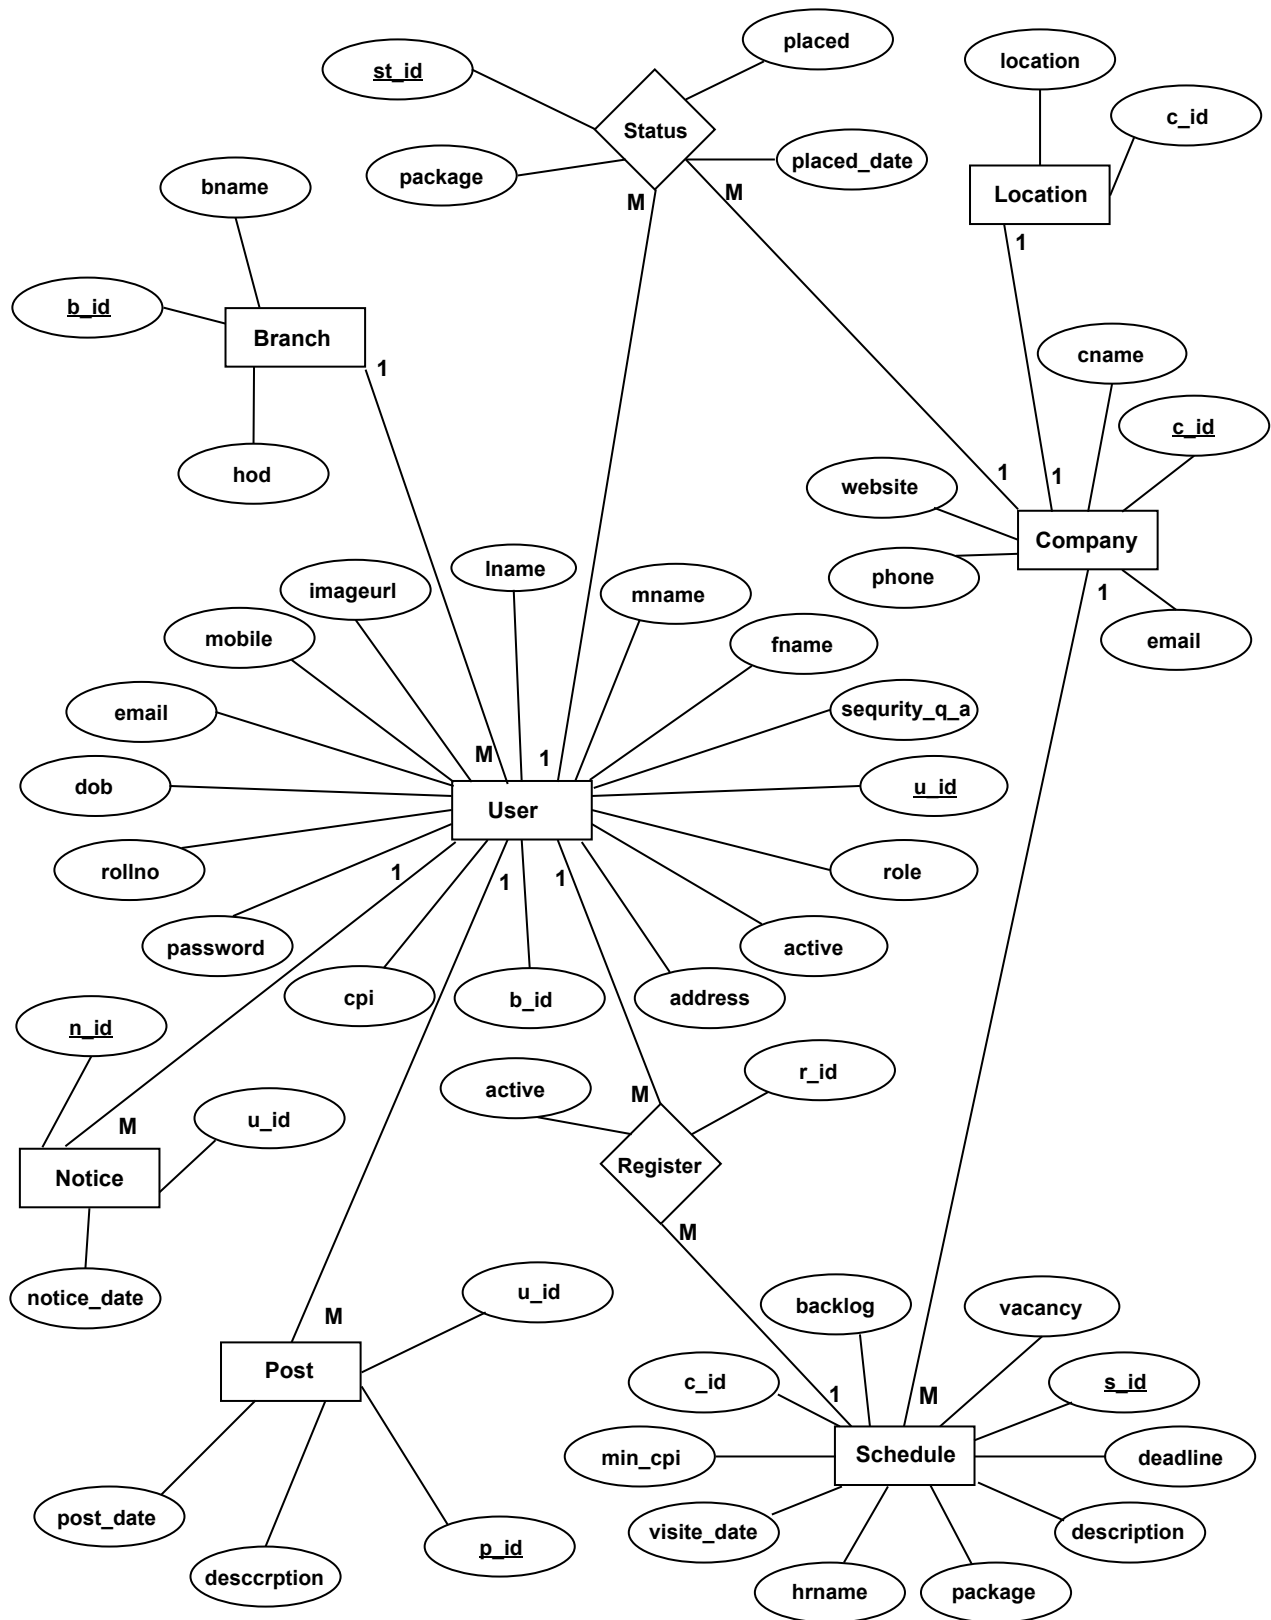 placed
st_id
location
c_id
Status
placed_date
package
bname
Location
M
M
1
b_id
Branch
1
cname
c_id
hod
website
1
1
Company
lname
imageurl
phone
mname
1
mobile
fname
email
email
sequrity_q_a
M
1
dob
u_id
User
rollno
1
1
1
role
password
active
cpi
b_id
address
n_id
r_id
active
M
u_id
M
Notice
Register
M
notice_date
u_id
backlog
vacancy
M
Post
c_id
1
M
s_id
min_cpi
Schedule
deadline
post_date
visite_date
description
p_id
desccrption
hrname
package